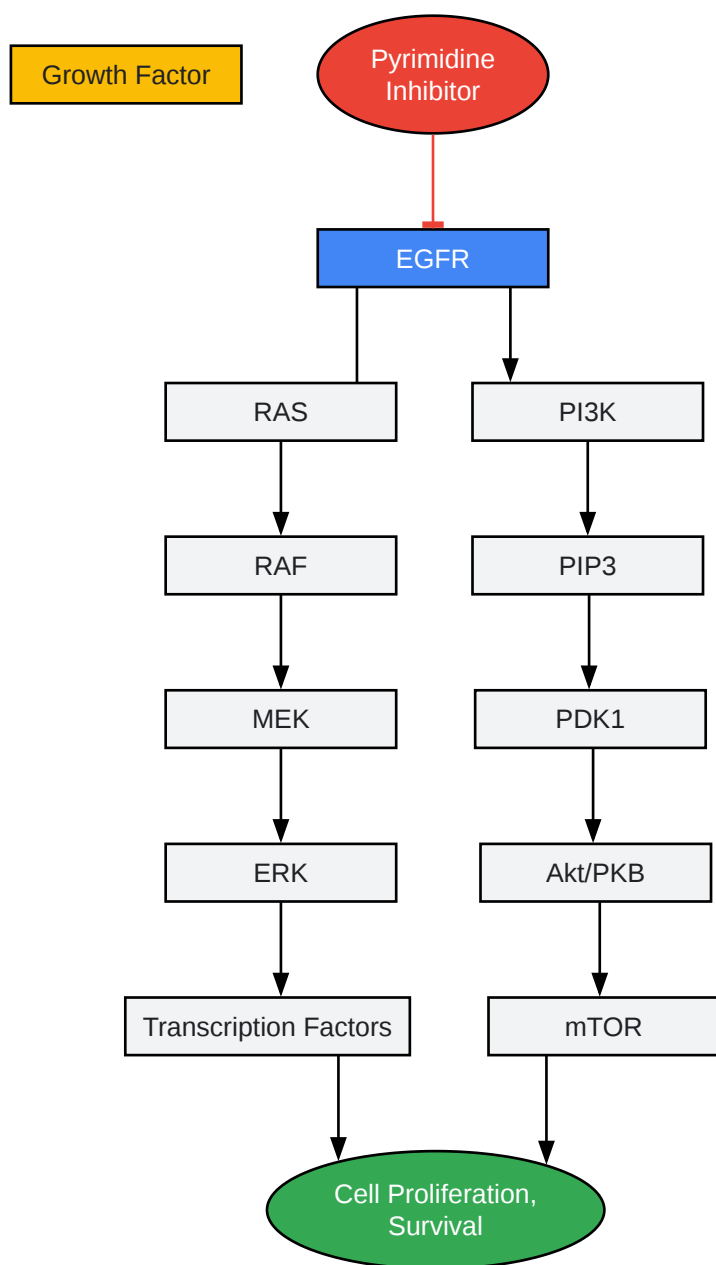 Growth Factor
Pyrimidine
Inhibitor
EGFR
RAS
PI3K
RAF
PIP3
MEK
PDK1
ERK
Akt/PKB
Transcription Factors
mTOR
Cell Proliferation,
Survival